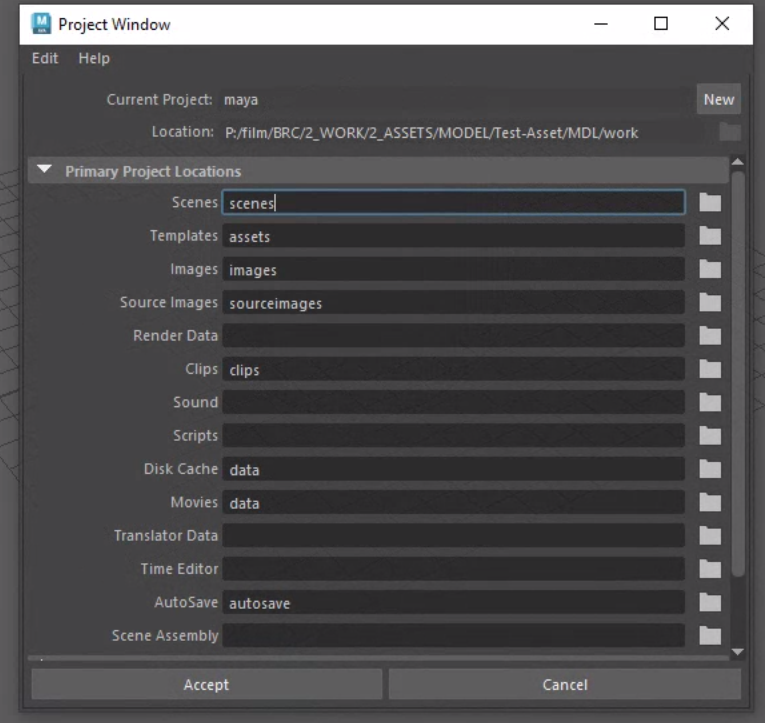 Project Window
Edit Help
Current Project: maya New
Location: P:/film/BRC/2_WORK/2_ASSETS/MODEL/Test-Asset/MDL/work
Primary Project Locations
Scenes scenes
Templates assets
Images images
Source Images sourceimages
Render Data
Clips clips
Sound
Scripts
Disk Cache data
Movies data
Translator Data
Time Editor
AutoSave autosave
Scene Assembly
Accept Cancel